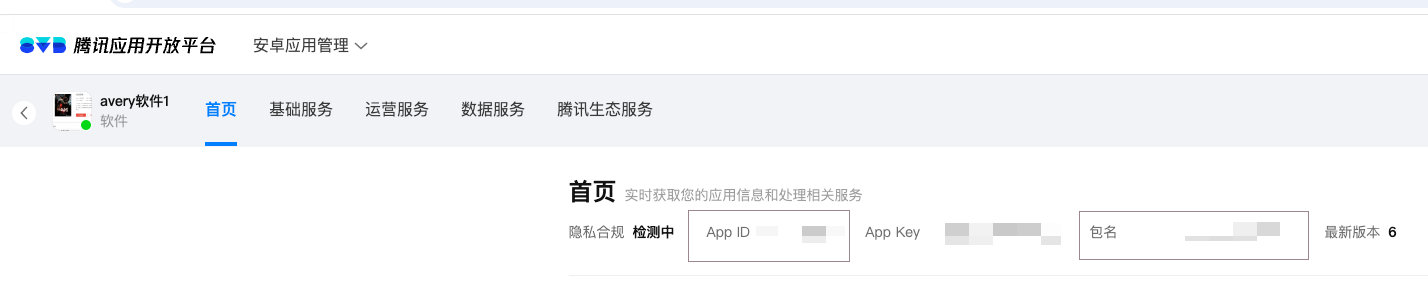 腾讯应用开放平台 安卓应用管理
avery软件1 首页 基础服务 运营服务 数据服务 腾讯生态服务
软件
首页 实时获取您的应用信息和处理相关服务
隐私合规 检测中 App ID App Key 包名 最新版本 6